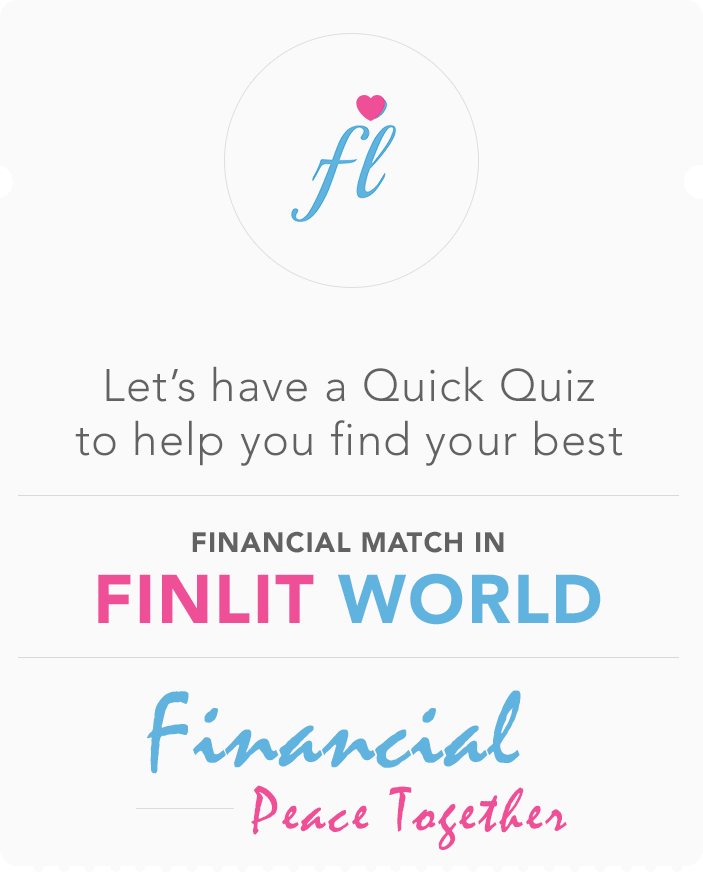 fl
Let's have a Quick Quiz
to help you find your best
FINANCIAL MATCH IN
FINLIT WORLD
Financial
Peace Together